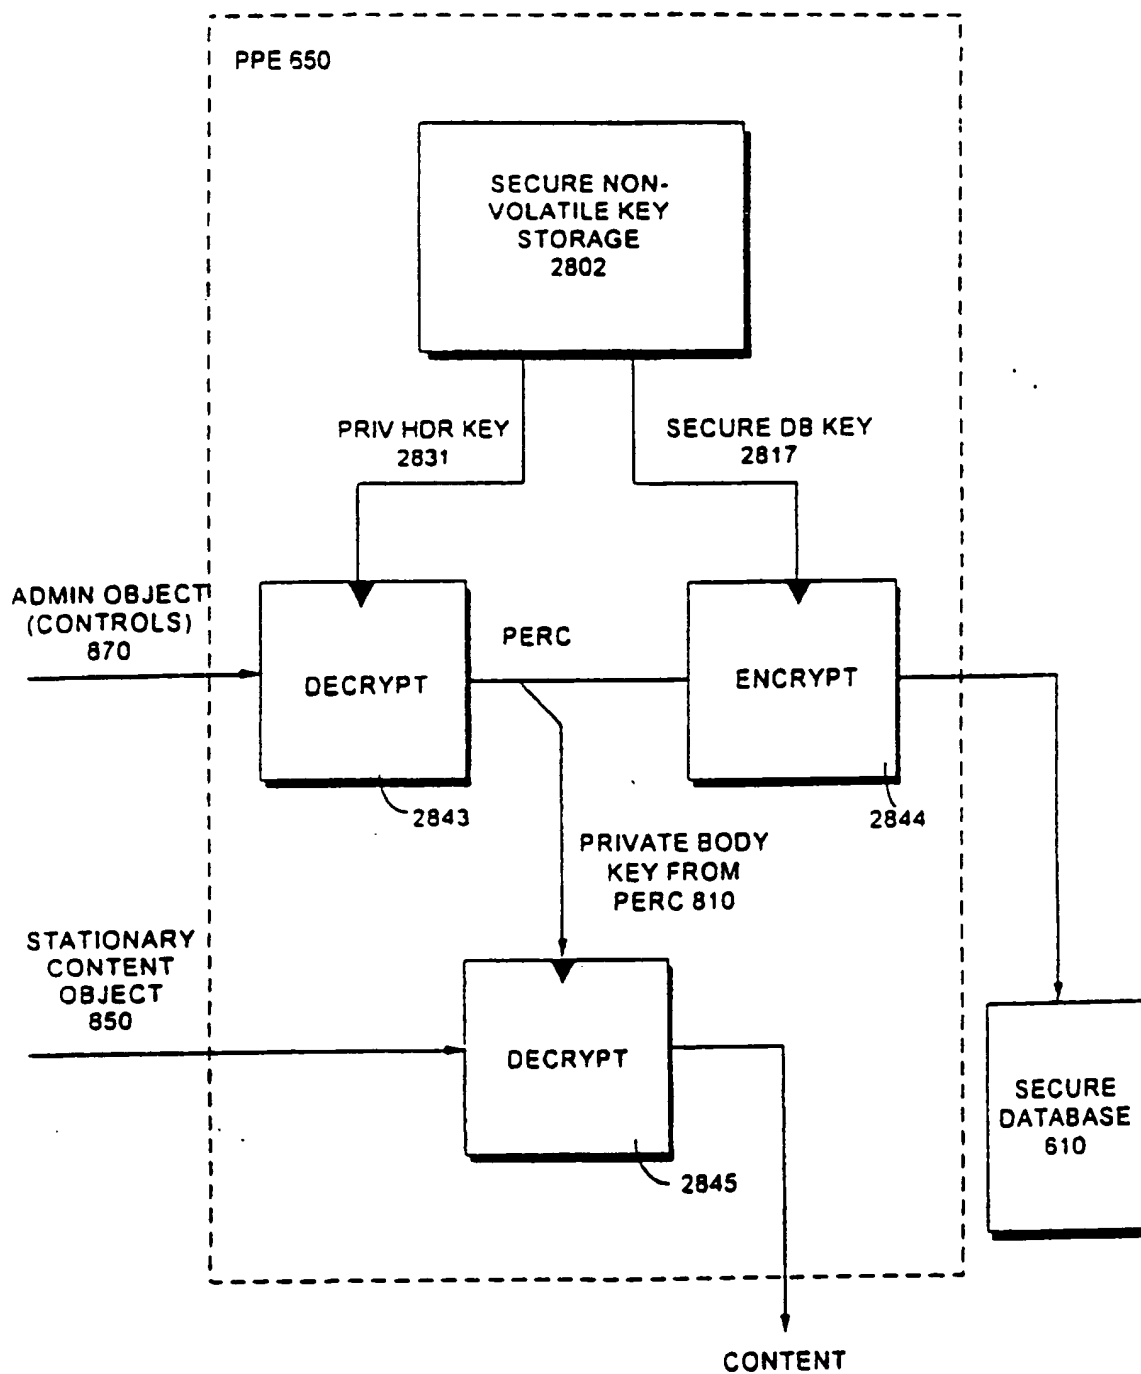 PPE 650
SECURE NON-
VOLATILE KEY
STORAGE
2802
PRIV HDR KEY
2831
SECURE DB KEY
2817
ADMIN OBJECT
(CONTROLS)
870
DECRYPT
PERC
ENCRYPT
2843
2844
PRIVATE BODY
KEY FROM
PERC 810
STATIONARY
CONTENT
OBJECT
850
DECRYPT
2845
SECURE
DATABASE
610
CONTENT